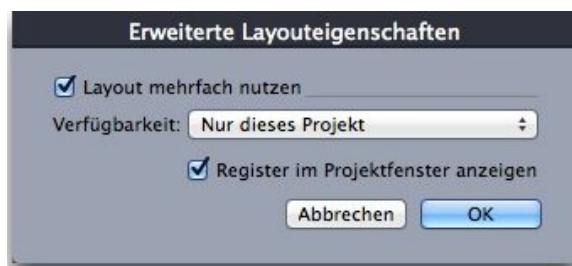 Erweiterte Layouteigenschaften
Layout mehrfach nutzen
Verfügbarkeit: Nur dieses Projekt
Register im Projektfenster anzeigen
Abbrechen OK